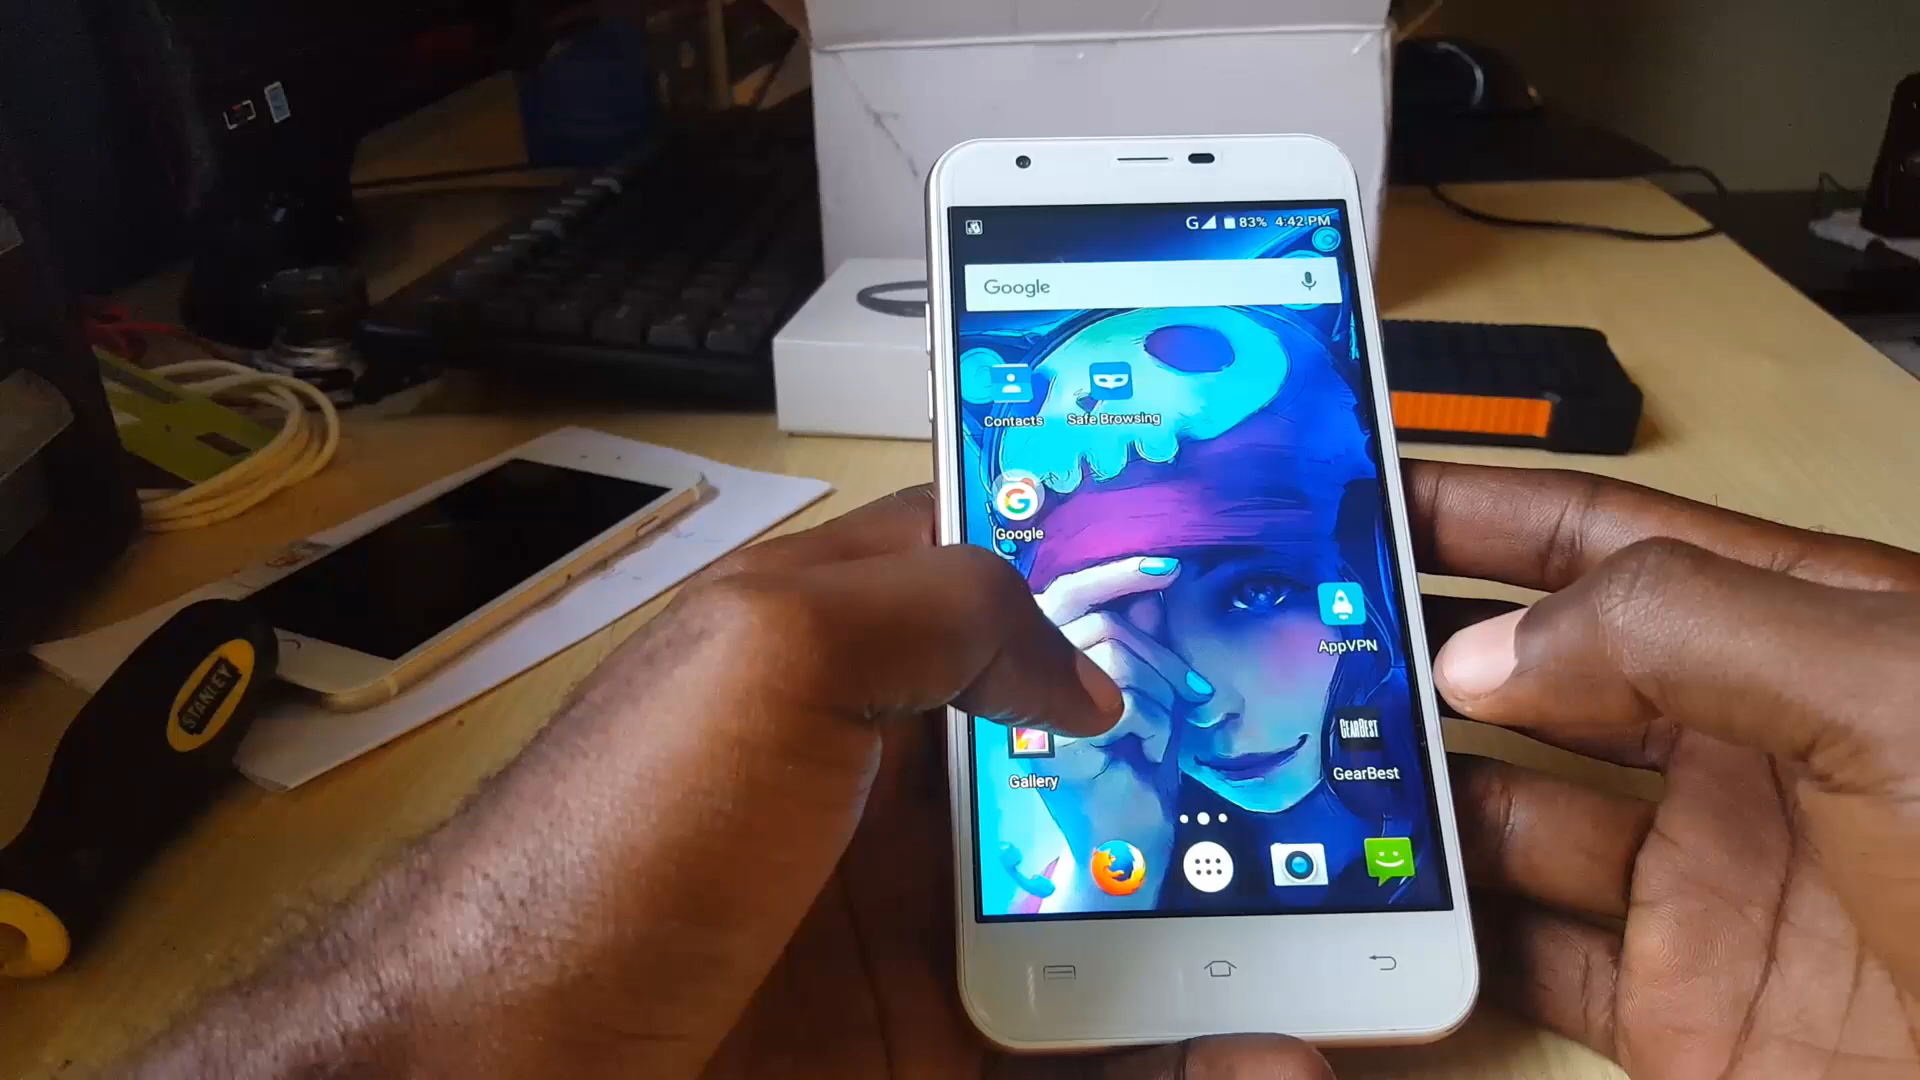 G 83% 4:42 PM
Google
Contacts
Safe Browsing
Google
AppVPN
STANLEY
GEARBEST
Gallery
GearBest